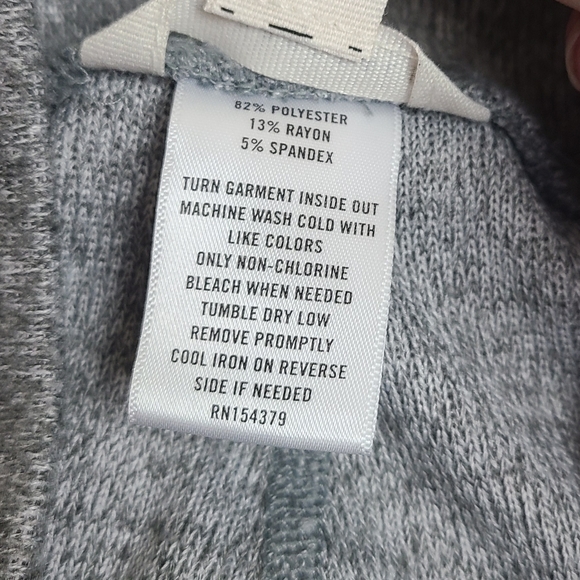 82% POLYESTER
13% RAYON
5% SPANDEX
TURN GARMENT INSIDE OUT
MACHINE WASH COLD WITH
LIKE COLORS
ONLY NON-CHLORINE
BLEACH WHEN NEEDED
TUMBLE DRY LOW
REMOVE PROMPTLY
COOL IRON ON REVERSE
SIDE IF NEEDED
RN154379